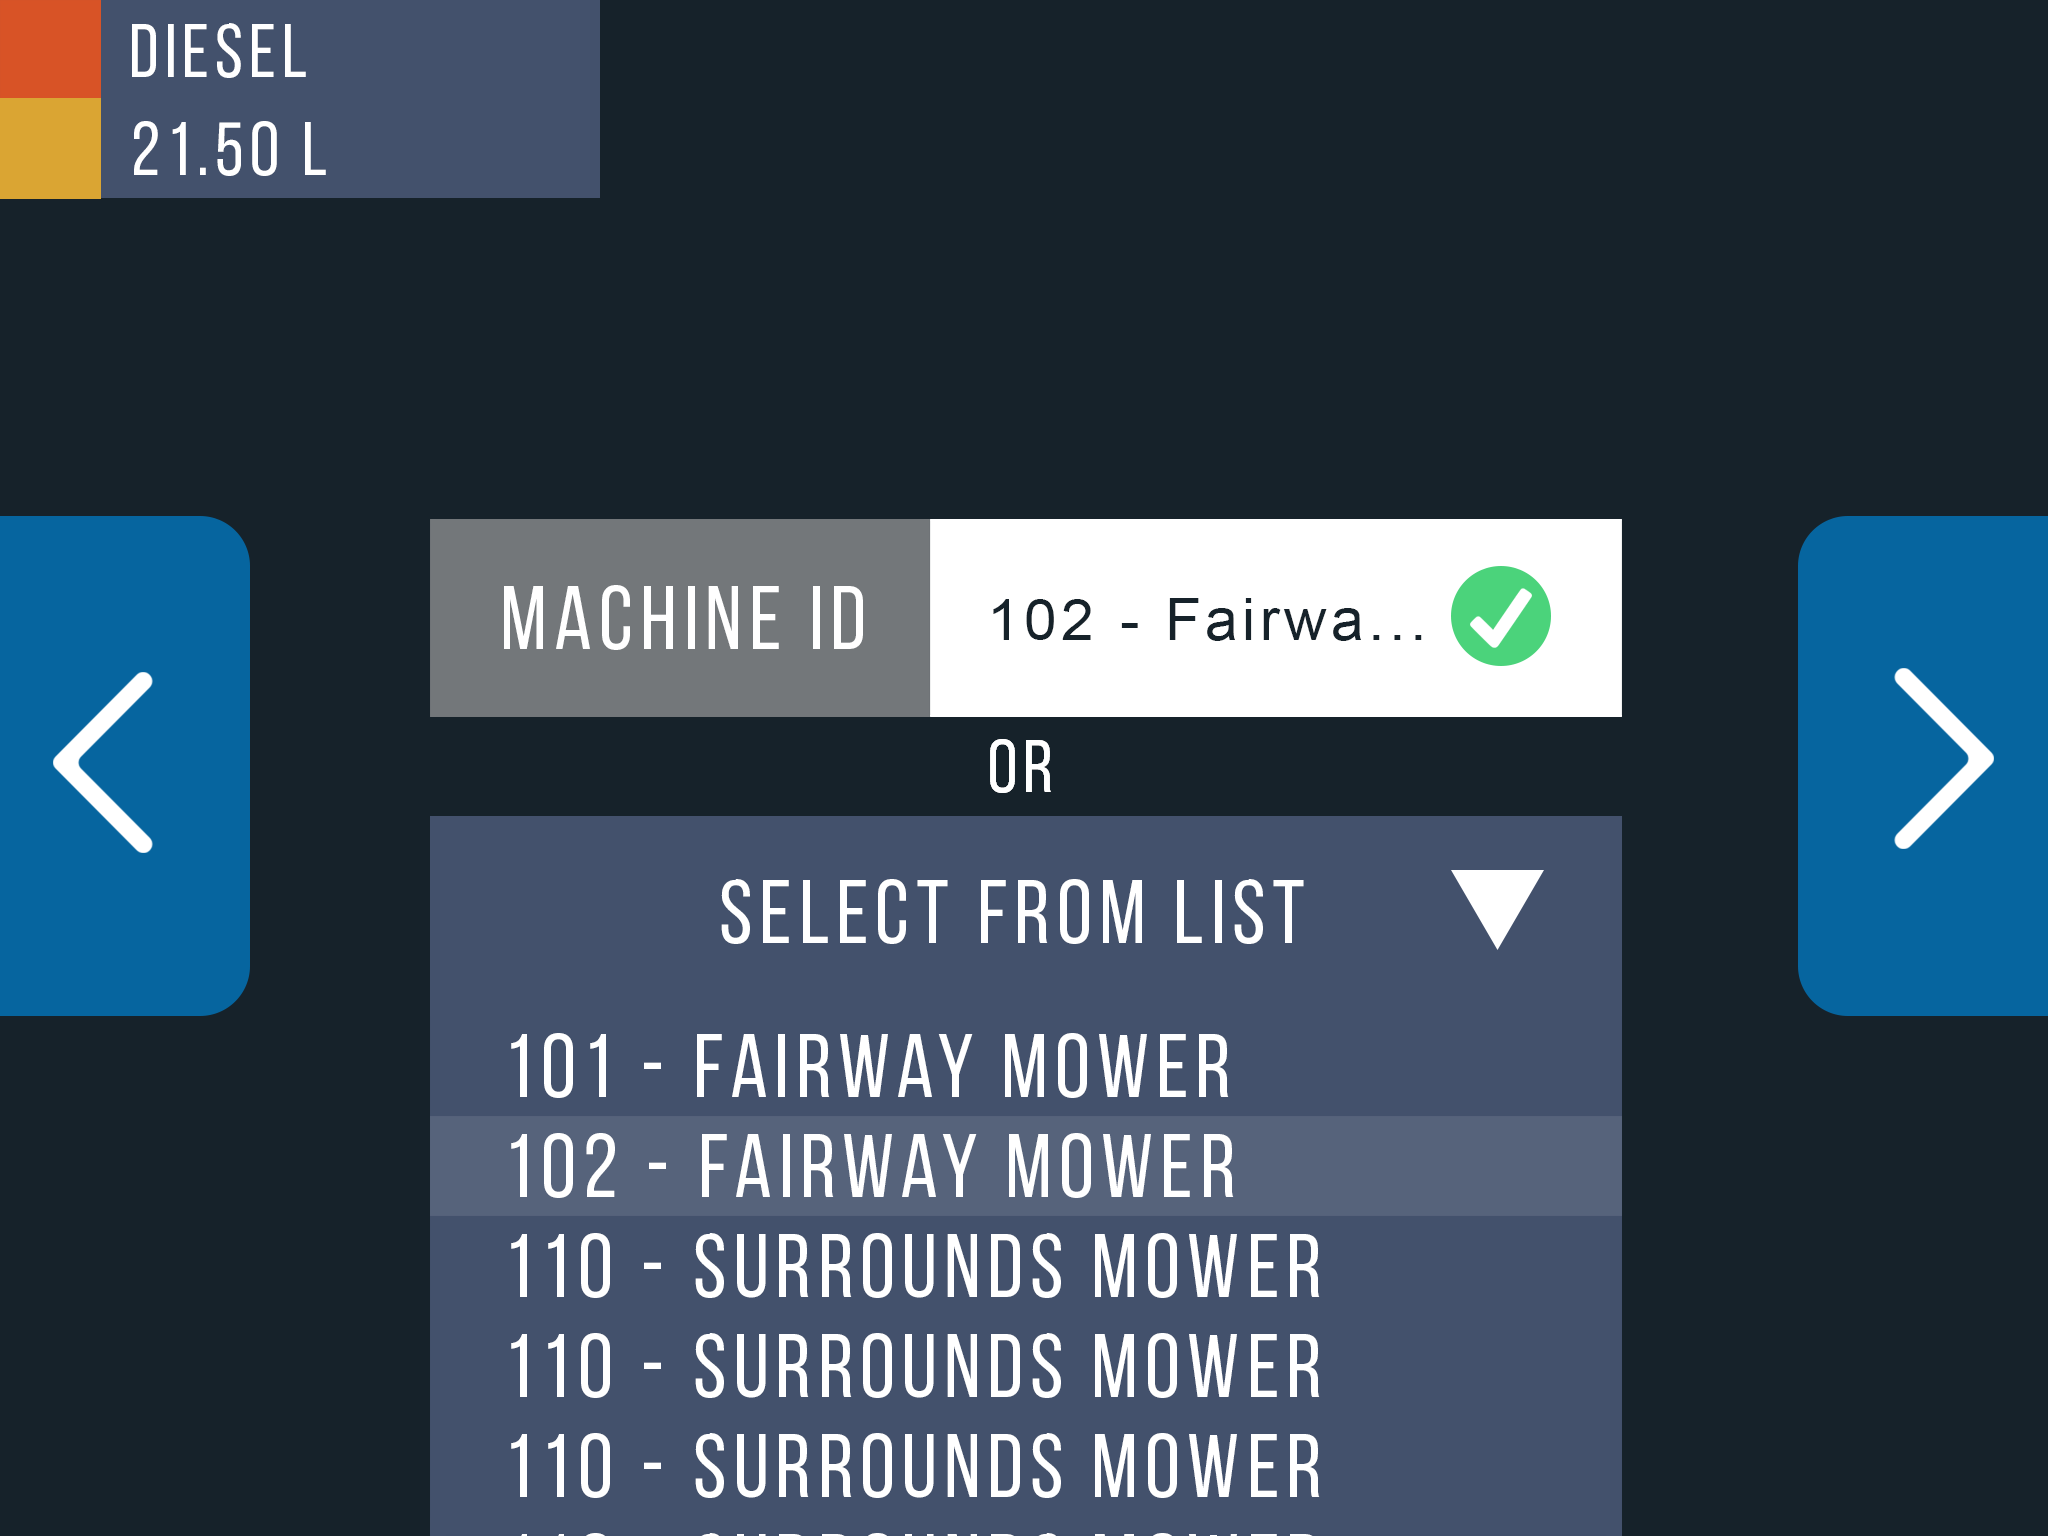 DIESEL
21.50 L
MACHINE ID
102 - Fairwa...
OR
SELECT FROM LIST
101 - FAIRWAY MOWER
102 - FAIRWAY MOWER
110 - SURROUNDS MOWER
110 - SURROUNDS MOWER
110 - SURROUNDS MOWER